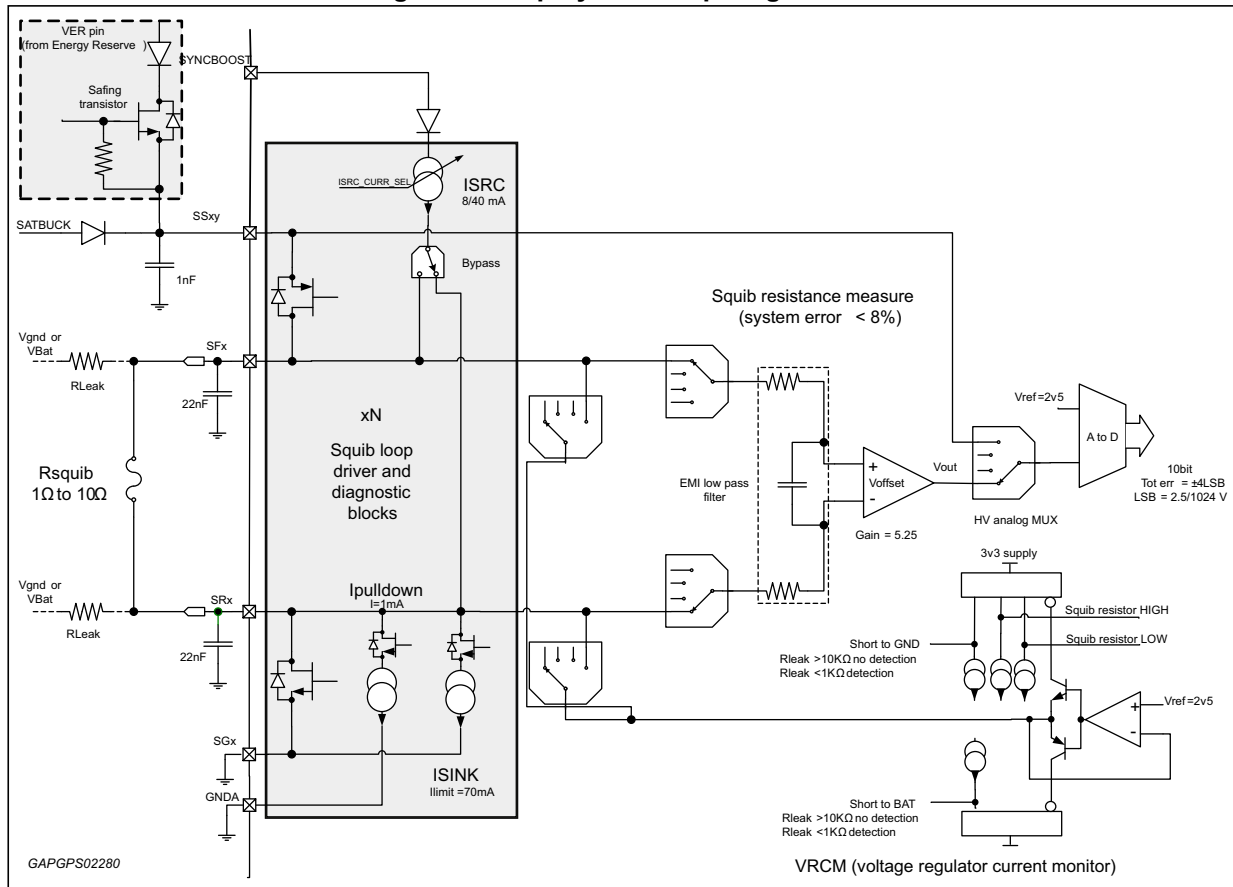 VER pin
(from Energy Reserve )
SYNCBOOST
Safing
transistor
ISRC_CURR_SEL
ISRC
8/40 mA
SATBUCK
SSxy
Bypass
1nF
Squib resistance measure
(system error < 8%)
Vgnd or
VBat
SFx
RLeak
22nF
xN
Squib loop
driver and
diagnostic
blocks
Rsquib
1Ω to 10Ω
EMI low pass
filter
+
-
Voffset
Gain = 5.25
Vout
HV analog MUX
Vref=2v5
A to D
10bit
Tot err = ±4LSB
LSB = 2.5/1024 V
Vgnd or
VBat
SRx
RLeak
22nF
Ipulldown
I=1mA
3v3 supply
Squib resistor HIGH
Squib resistor LOW
Short to GND
Rleak >10KΩ no detection
Rleak <1KΩ detection
+
-
Vref=2v5
SGx
GNDA
ISINK
Ilimit =70mA
Short to BAT
Rleak >10KΩ no detection
Rleak <1KΩ detection
GAPGPS02280
VRCM (voltage regulator current monitor)